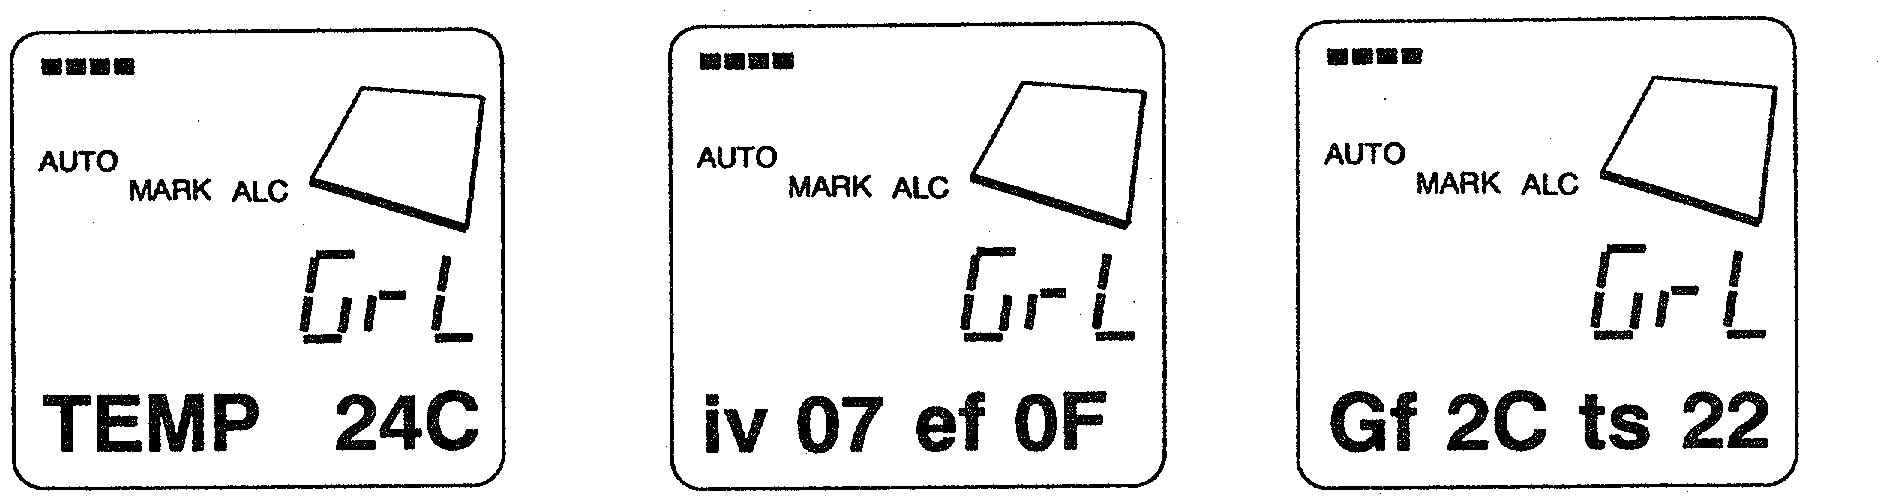 AUTO
MARK ALC
GrL
TEMP 24C
AUTO
MARK ALC
GrL
iv 07 ef 0F
AUTO
MARK ALC
GrL
Gf 2C ts 22